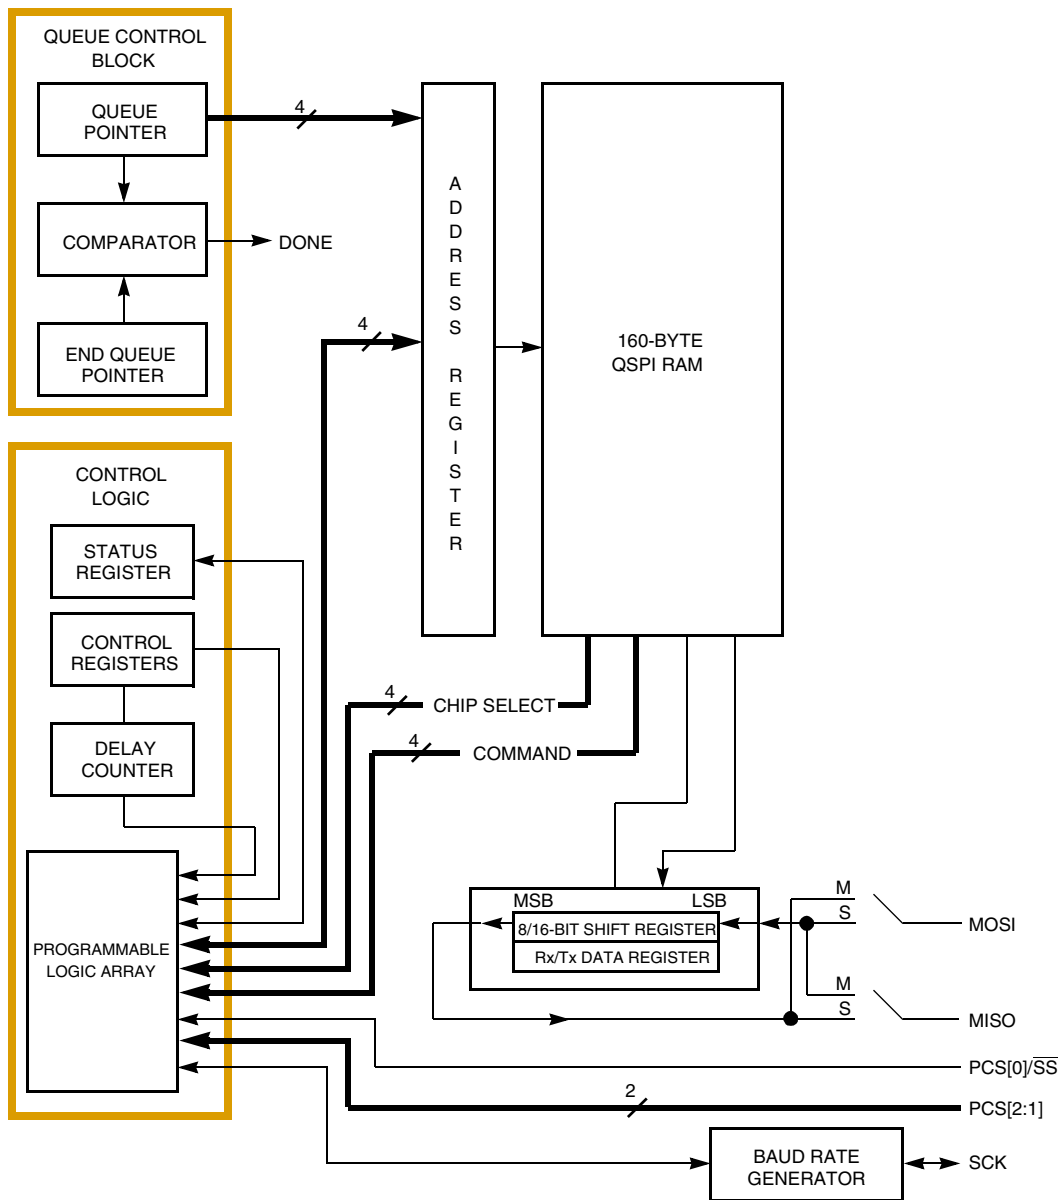 QUEUE CONTROL
BLOCK
QUEUE
POINTER
4
COMPARATOR
DONE
END QUEUE
POINTER
4
ADDRESS REGISTER
160-BYTE
QSPI RAM
CONTROL
LOGIC
STATUS
REGISTER
CONTROL
REGISTERS
DELAY
COUNTER
4
CHIP SELECT
4
COMMAND
PROGRAMMABLE
LOGIC ARRAY
MSB
LSB
8/16-BIT SHIFT REGISTER
Rx/Tx DATA REGISTER
M
S
MOSI
M
S
MISO
PCS[0]/S̅S̅
2
PCS[2:1]
BAUD RATE
GENERATOR
SCK